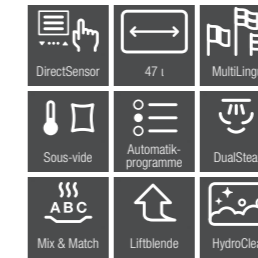 DirectSensor
47 l
MultiLingu
Sous-vide
Automatik-
programme
DualStea
ABC
Mix & Match
Liftblende
HydroClea